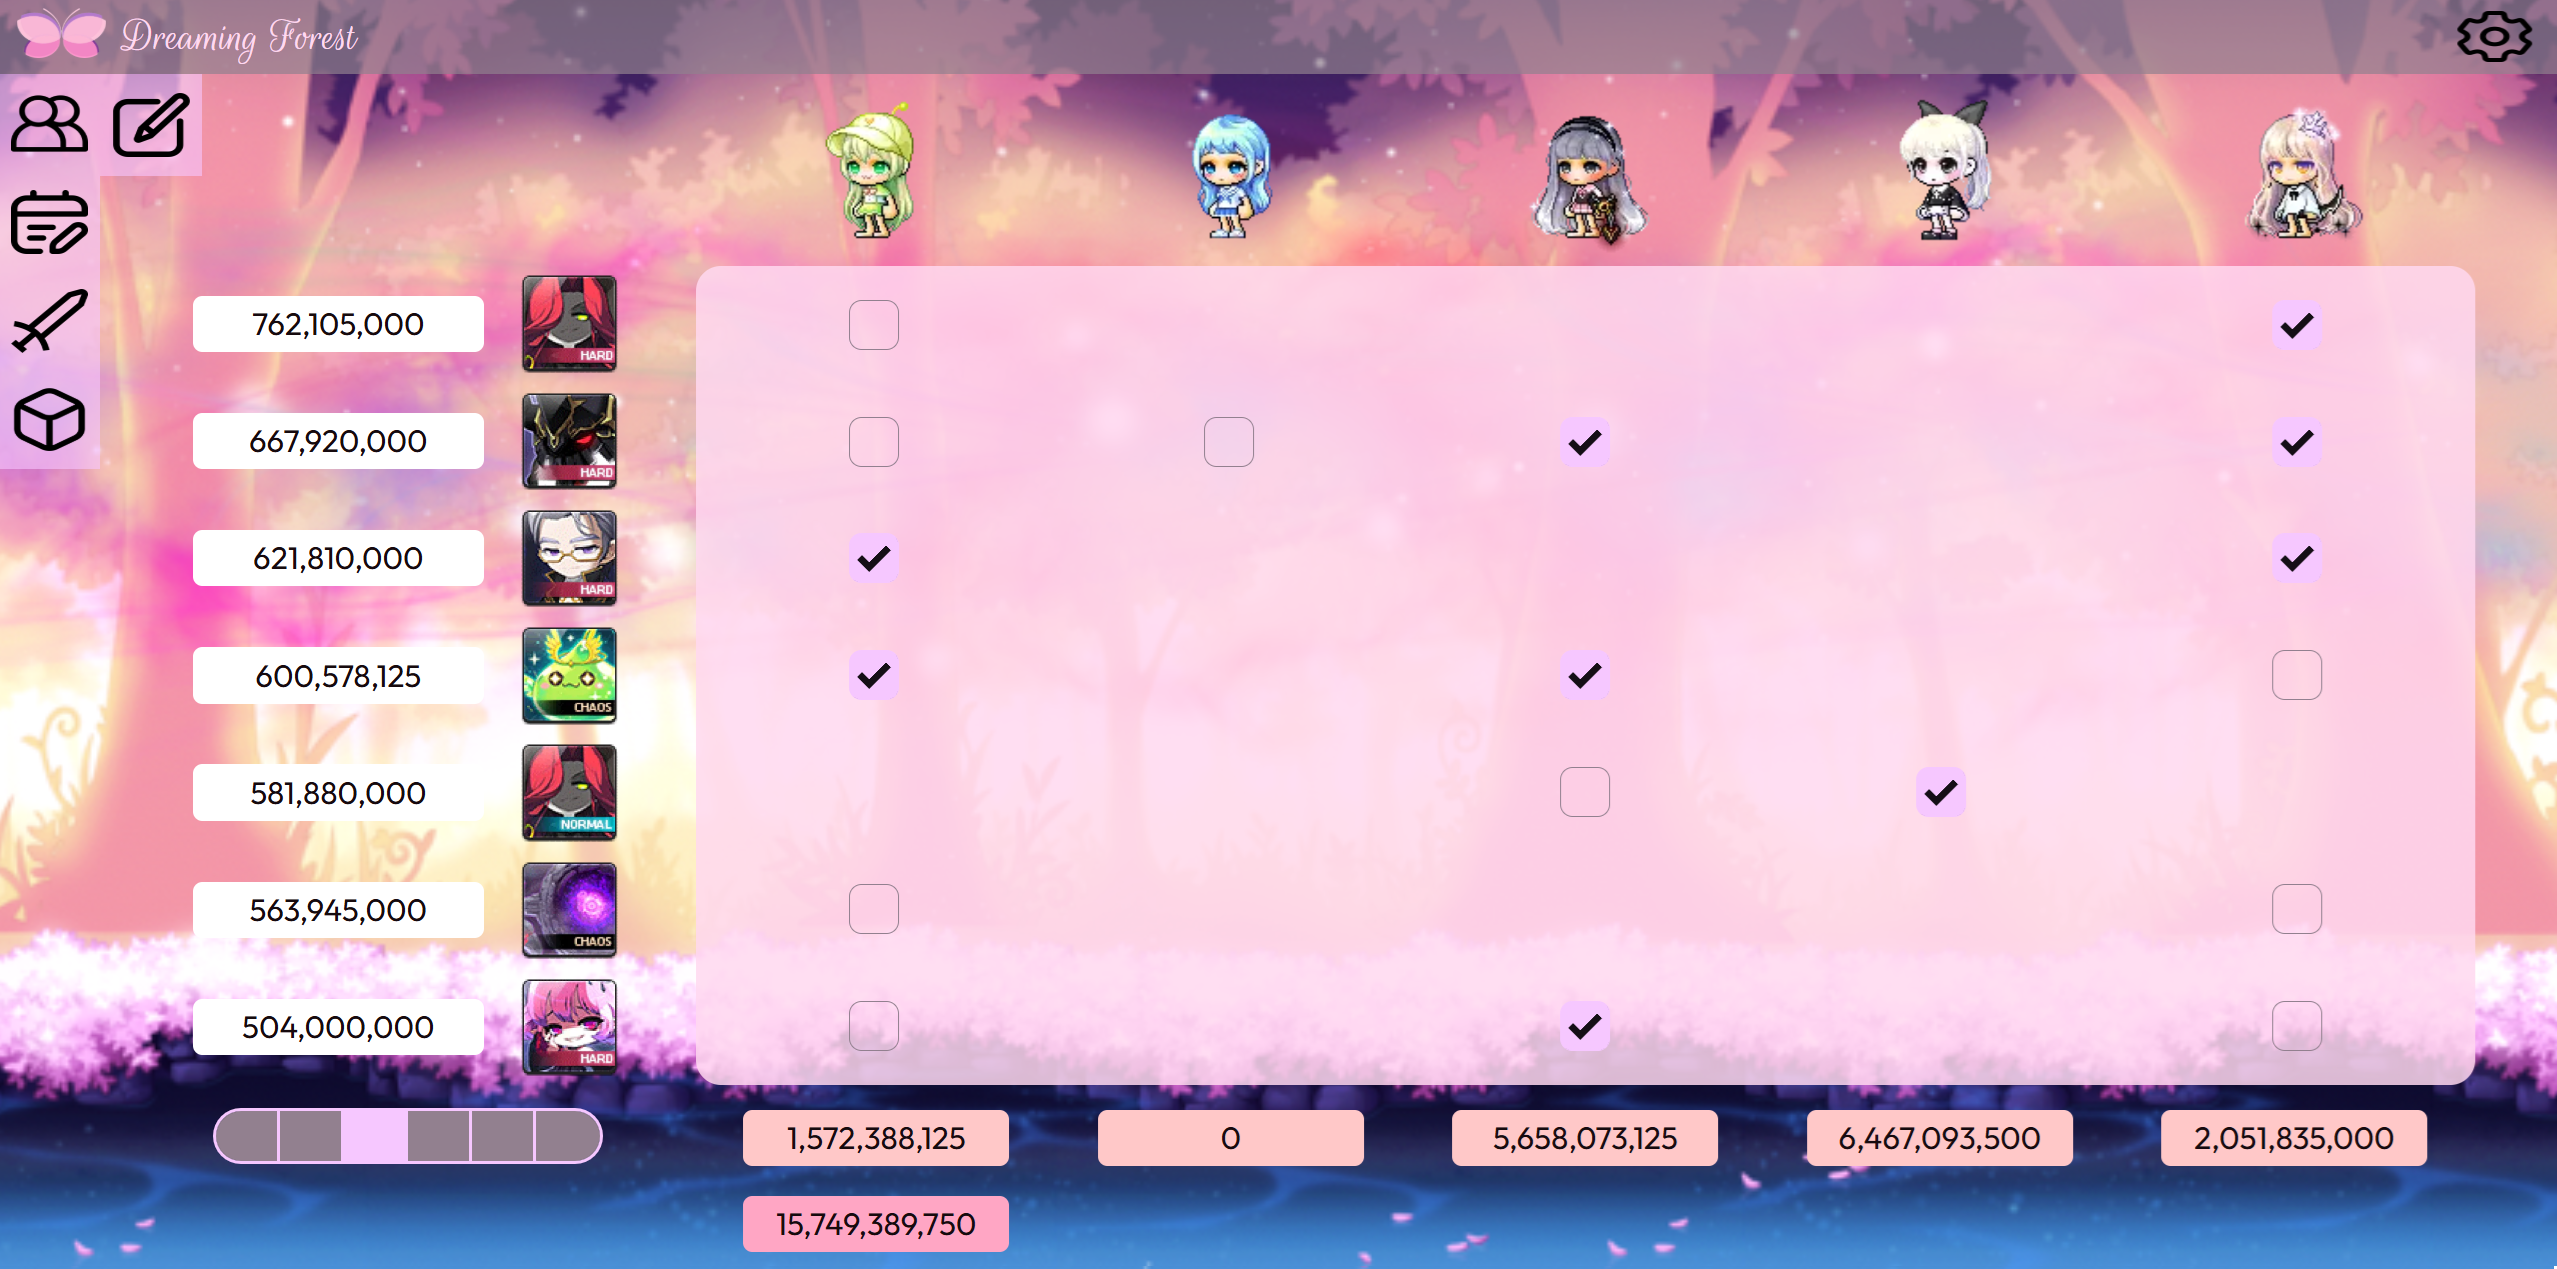 Dreaming Forest
762,105,000
HARD
667,920,000
HARD
621,810,000
HARD
600,578,125
CHAOS
581,880,000
NORMAL
563,945,000
CHAOS
504,000,000
HARD
1,572,388,125 0 5,658,073,125 6,467,093,500 2,051,835,000
15,749,389,750